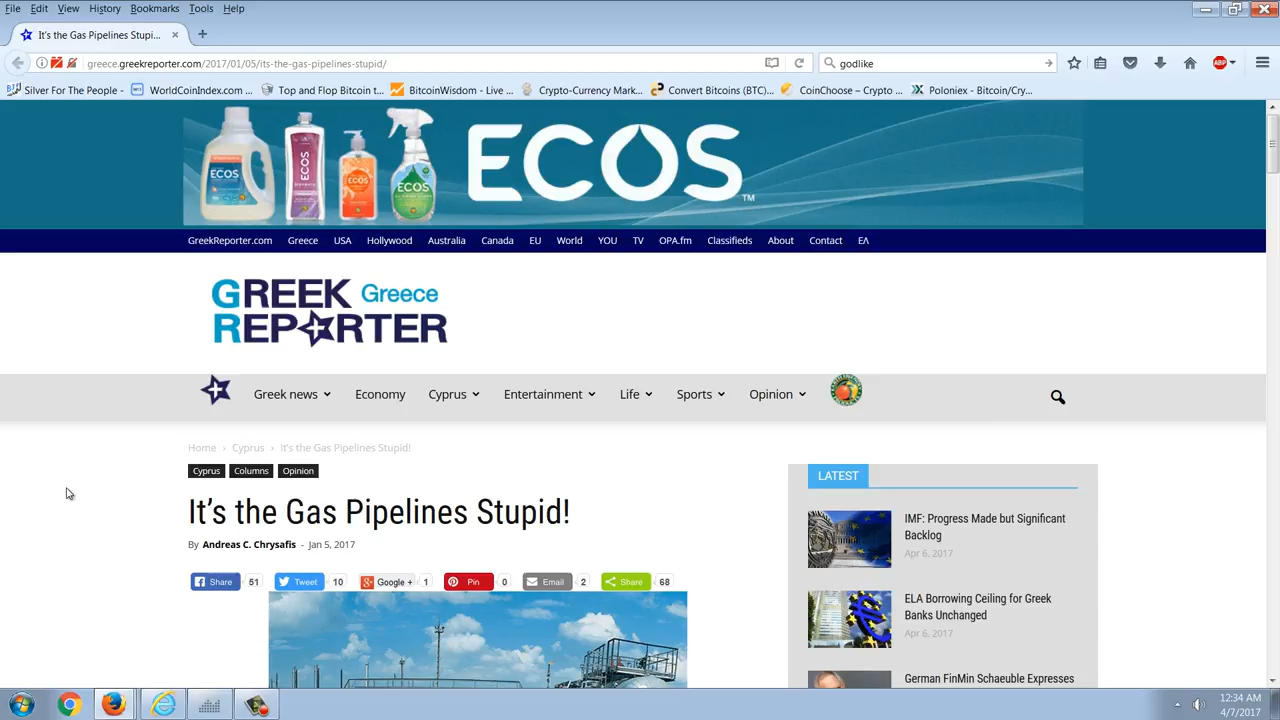 File Edit View History Bookmarks Tools Help
It's the Gas Pipelines Stupi...
greece.greekreporter.com/2017/01/05/its-the-gas-pipelines-stupid/
godlike
ABP
Silver For The People - WorldCoinIndex.com ... Top and Flop Bitcoin t... BitcoinWisdom - Live ... Crypto-Currency Mark... Convert Bitcoins (BTC)... CoinChoose – Crypto ... Poloniex - Bitcoin/Cry...
ECOS
ECOS
ECOS
ECOS™
GreekReporter.com Greece USA Hollywood Australia Canada EU World YOU TV OPA.fm Classifieds About Contact ΕΛ
GREEK Greece
REPORTER
Greek news Economy Cyprus Entertainment Life Sports Opinion
Home › Cyprus › It's the Gas Pipelines Stupid!
Cyprus Columns Opinion
It's the Gas Pipelines Stupid!
By Andreas C. Chrysafis - Jan 5, 2017
Share 51 Tweet 10 Google + 1 Pin 0 Email 2 Share 68
LATEST
IMF: Progress Made but Significant
Backlog
Apr 6, 2017
ELA Borrowing Ceiling for Greek
Banks Unchanged
Apr 6, 2017
German FinMin Schaeuble Expresses
12:34 AM
4/7/2017